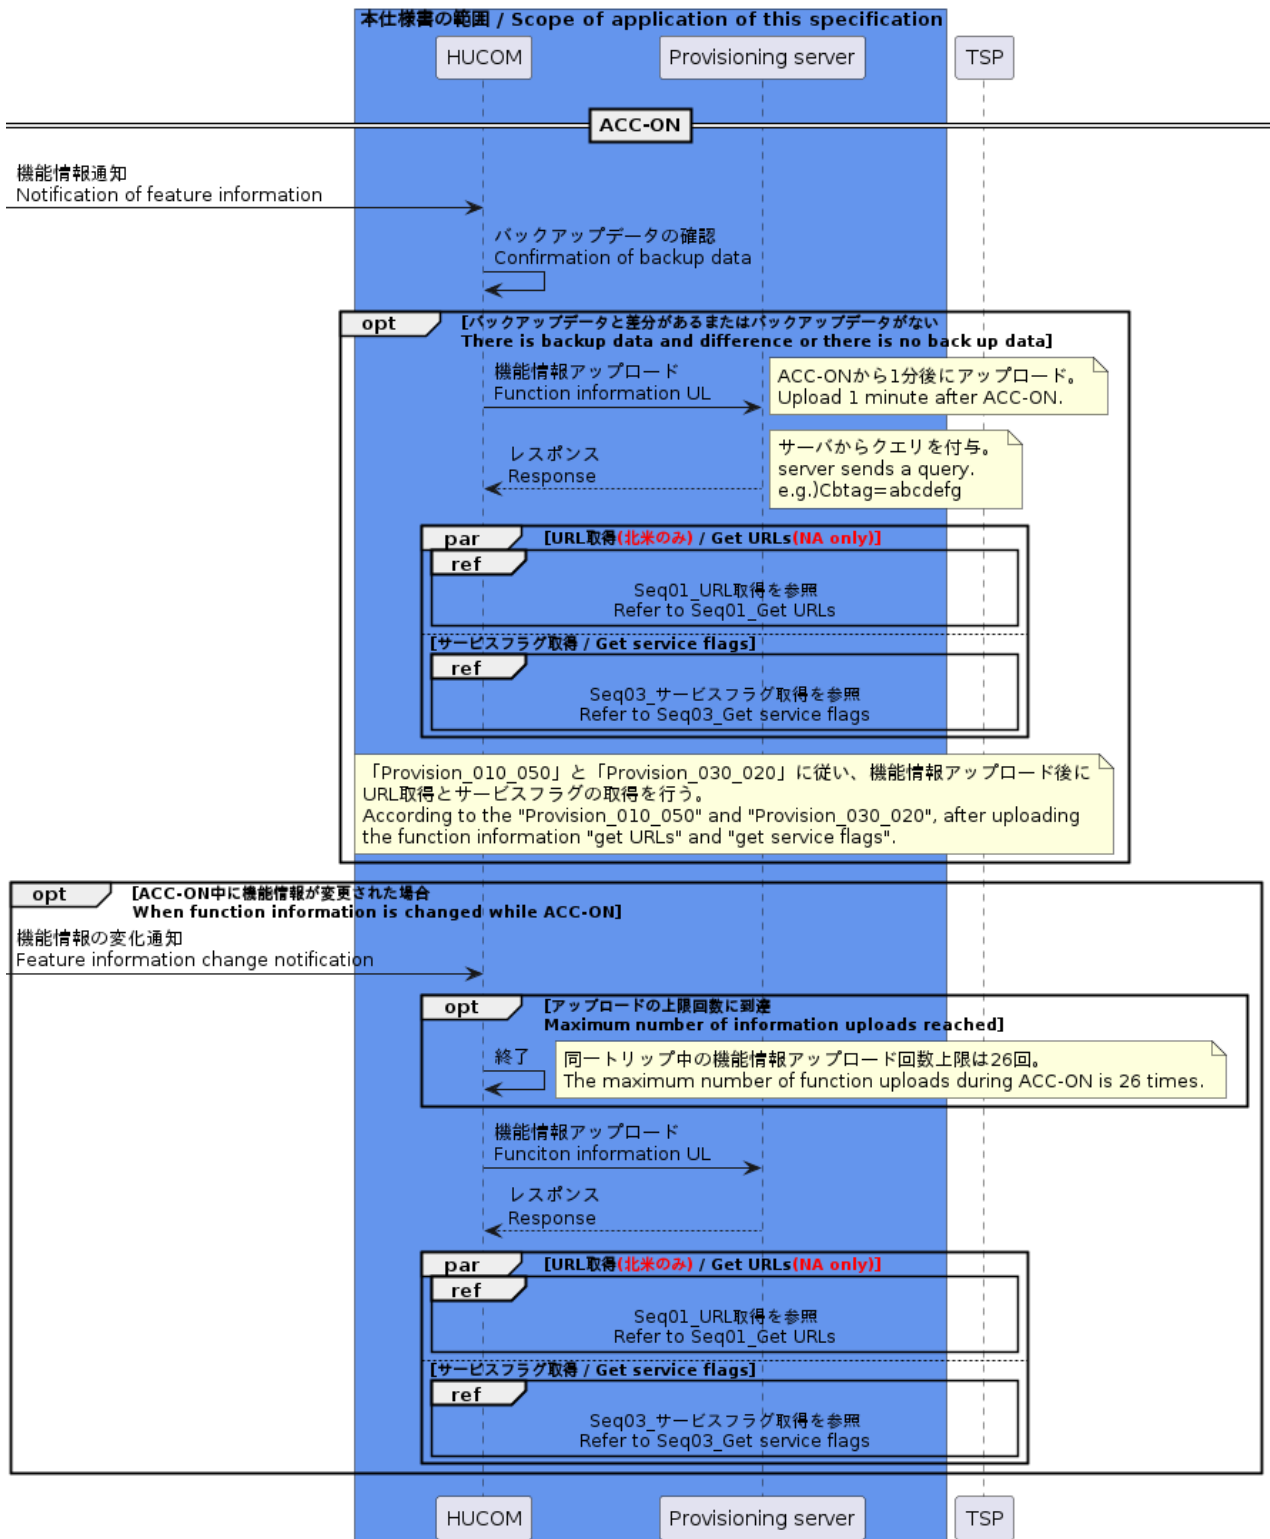 本仕様書の範囲 / Scope of application of this specification
HUCOM
Provisioning server
TSP
ACC-ON
機能情報通知
Notification of feature information
バックアップデータの確認
Confirmation of backup data
opt
[バックアップデータと差分があるまたはバックアップデータがない
There is backup data and difference or there is no back up data]
機能情報アップロード
Function information UL
ACC-ONから1分後にアップロード。
Upload 1 minute after ACC-ON.
レスポンス
Response
サーバからクエリを付与。
server sends a query.
e.g.)Cbtag=abcdefg
par
[URL取得(北米のみ) / Get URLs(NA only)]
ref
Seq01_URL取得を参照
Refer to Seq01_Get URLs
[サービスフラグ取得 / Get service flags]
ref
Seq03_サービスフラグ取得を参照
Refer to Seq03_Get service flags
「Provision_010_050」と「Provision_030_020」に従い、機能情報アップロード後に
URL取得とサービスフラグの取得を行う。
According to the "Provision_010_050" and "Provision_030_020", after uploading
the function information "get URLs" and "get service flags".
opt
[ACC-ON中に機能情報が変更された場合
When function information is changed while ACC-ON]
機能情報の変化通知
Feature information change notification
opt
[アップロードの上限回数に到達
Maximum number of information uploads reached]
終了
同一トリップ中の機能情報アップロード回数上限は26回。
The maximum number of function uploads during ACC-ON is 26 times.
機能情報アップロード
Funciton information UL
レスポンス
Response
par
[URL取得(北米のみ) / Get URLs(NA only)]
ref
Seq01_URL取得を参照
Refer to Seq01_Get URLs
[サービスフラグ取得 / Get service flags]
ref
Seq03_サービスフラグ取得を参照
Refer to Seq03_Get service flags
HUCOM
Provisioning server
TSP